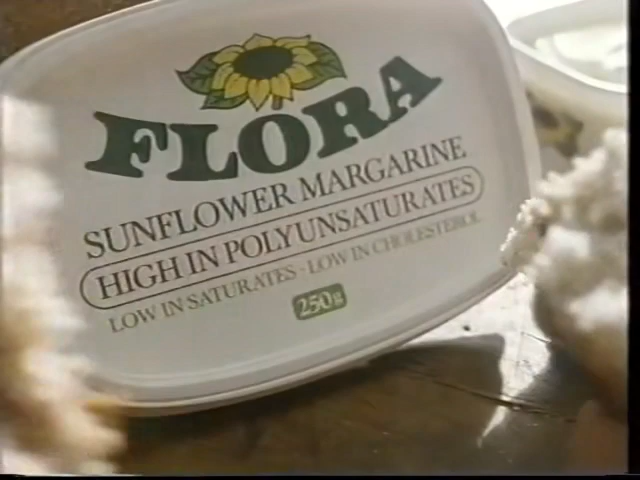 FLORA
SUNFLOWER MARGARINE
HIGH IN POLYUNSATURATES
LOW IN SATURATES · LOW IN CHOLESTEROL
250g